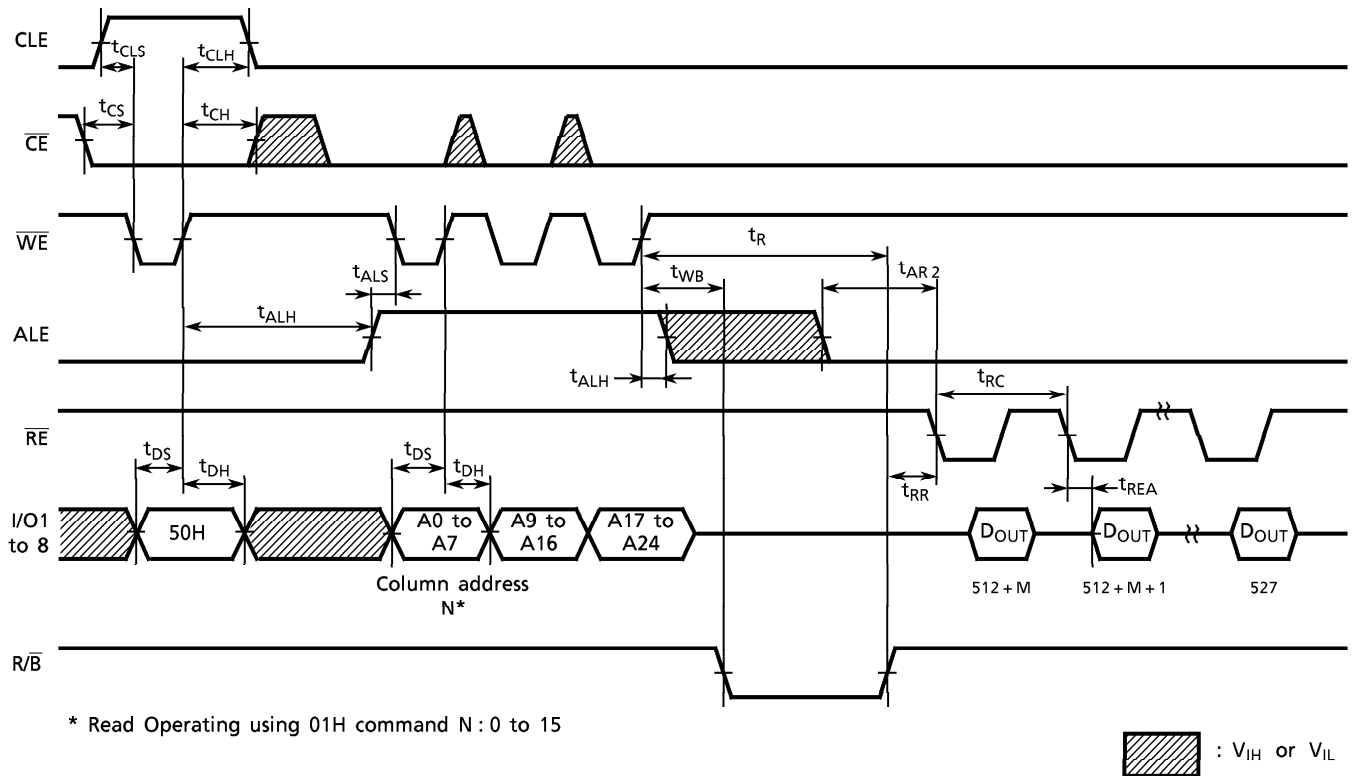 CLE
tCLS
tCLH
tCS
tCH
CE
WE
tR
tALS
tWB
tAR 2
tALH
ALE
tALH
tRC
RE
tDS
tDH
tDS
tDH
tRR
tREA
I/O1 to 8
50H
A0 to A7
A9 to A16
A17 to A24
DOUT
DOUT
DOUT
Column address
N*
512 + M
512 + M + 1
527
R/B
* Read Operating using 01H command N : 0 to 15
: VIH or VIL